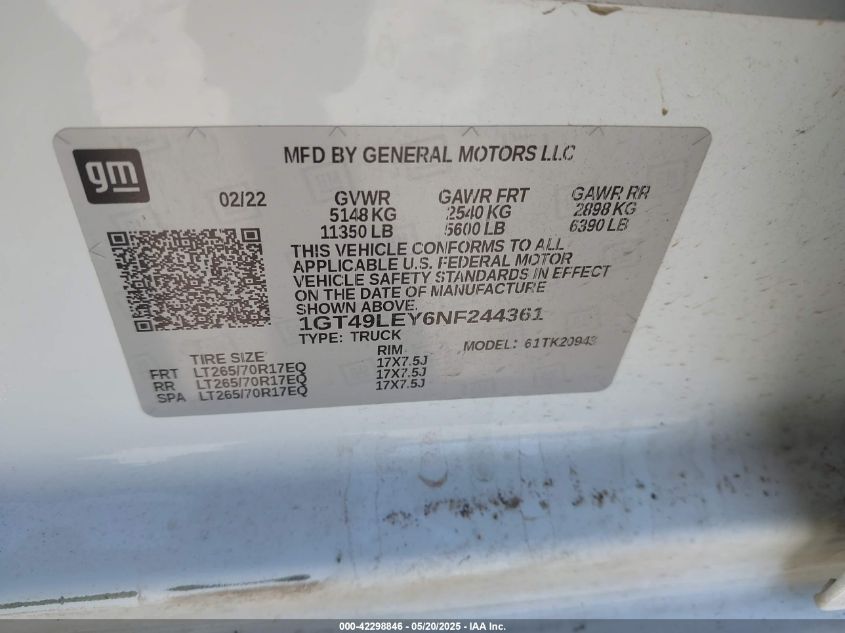 gm
MFD BY GENERAL MOTORS LLC
02/22 GVWR GAWR FRT GAWR RR
5148 KG 2540 KG 2898 KG
11350 LB 5600 LB 6390 LB
THIS VEHICLE CONFORMS TO ALL
APPLICABLE U.S. FEDERAL MOTOR
VEHICLE SAFETY STANDARDS IN EFFECT
ON THE DATE OF MANUFACTURE
SHOWN ABOVE.
1GT49LEY6NF244361
TYPE: TRUCK MODEL: 61TK20943
TIRE SIZE RIM
FRT LT265/70R17EQ 17X7.5J
RR LT265/70R17EQ 17X7.5J
SPA LT265/70R17EQ 17X7.5J
000-42298846 — 05/20/2025 - IAA Inc.